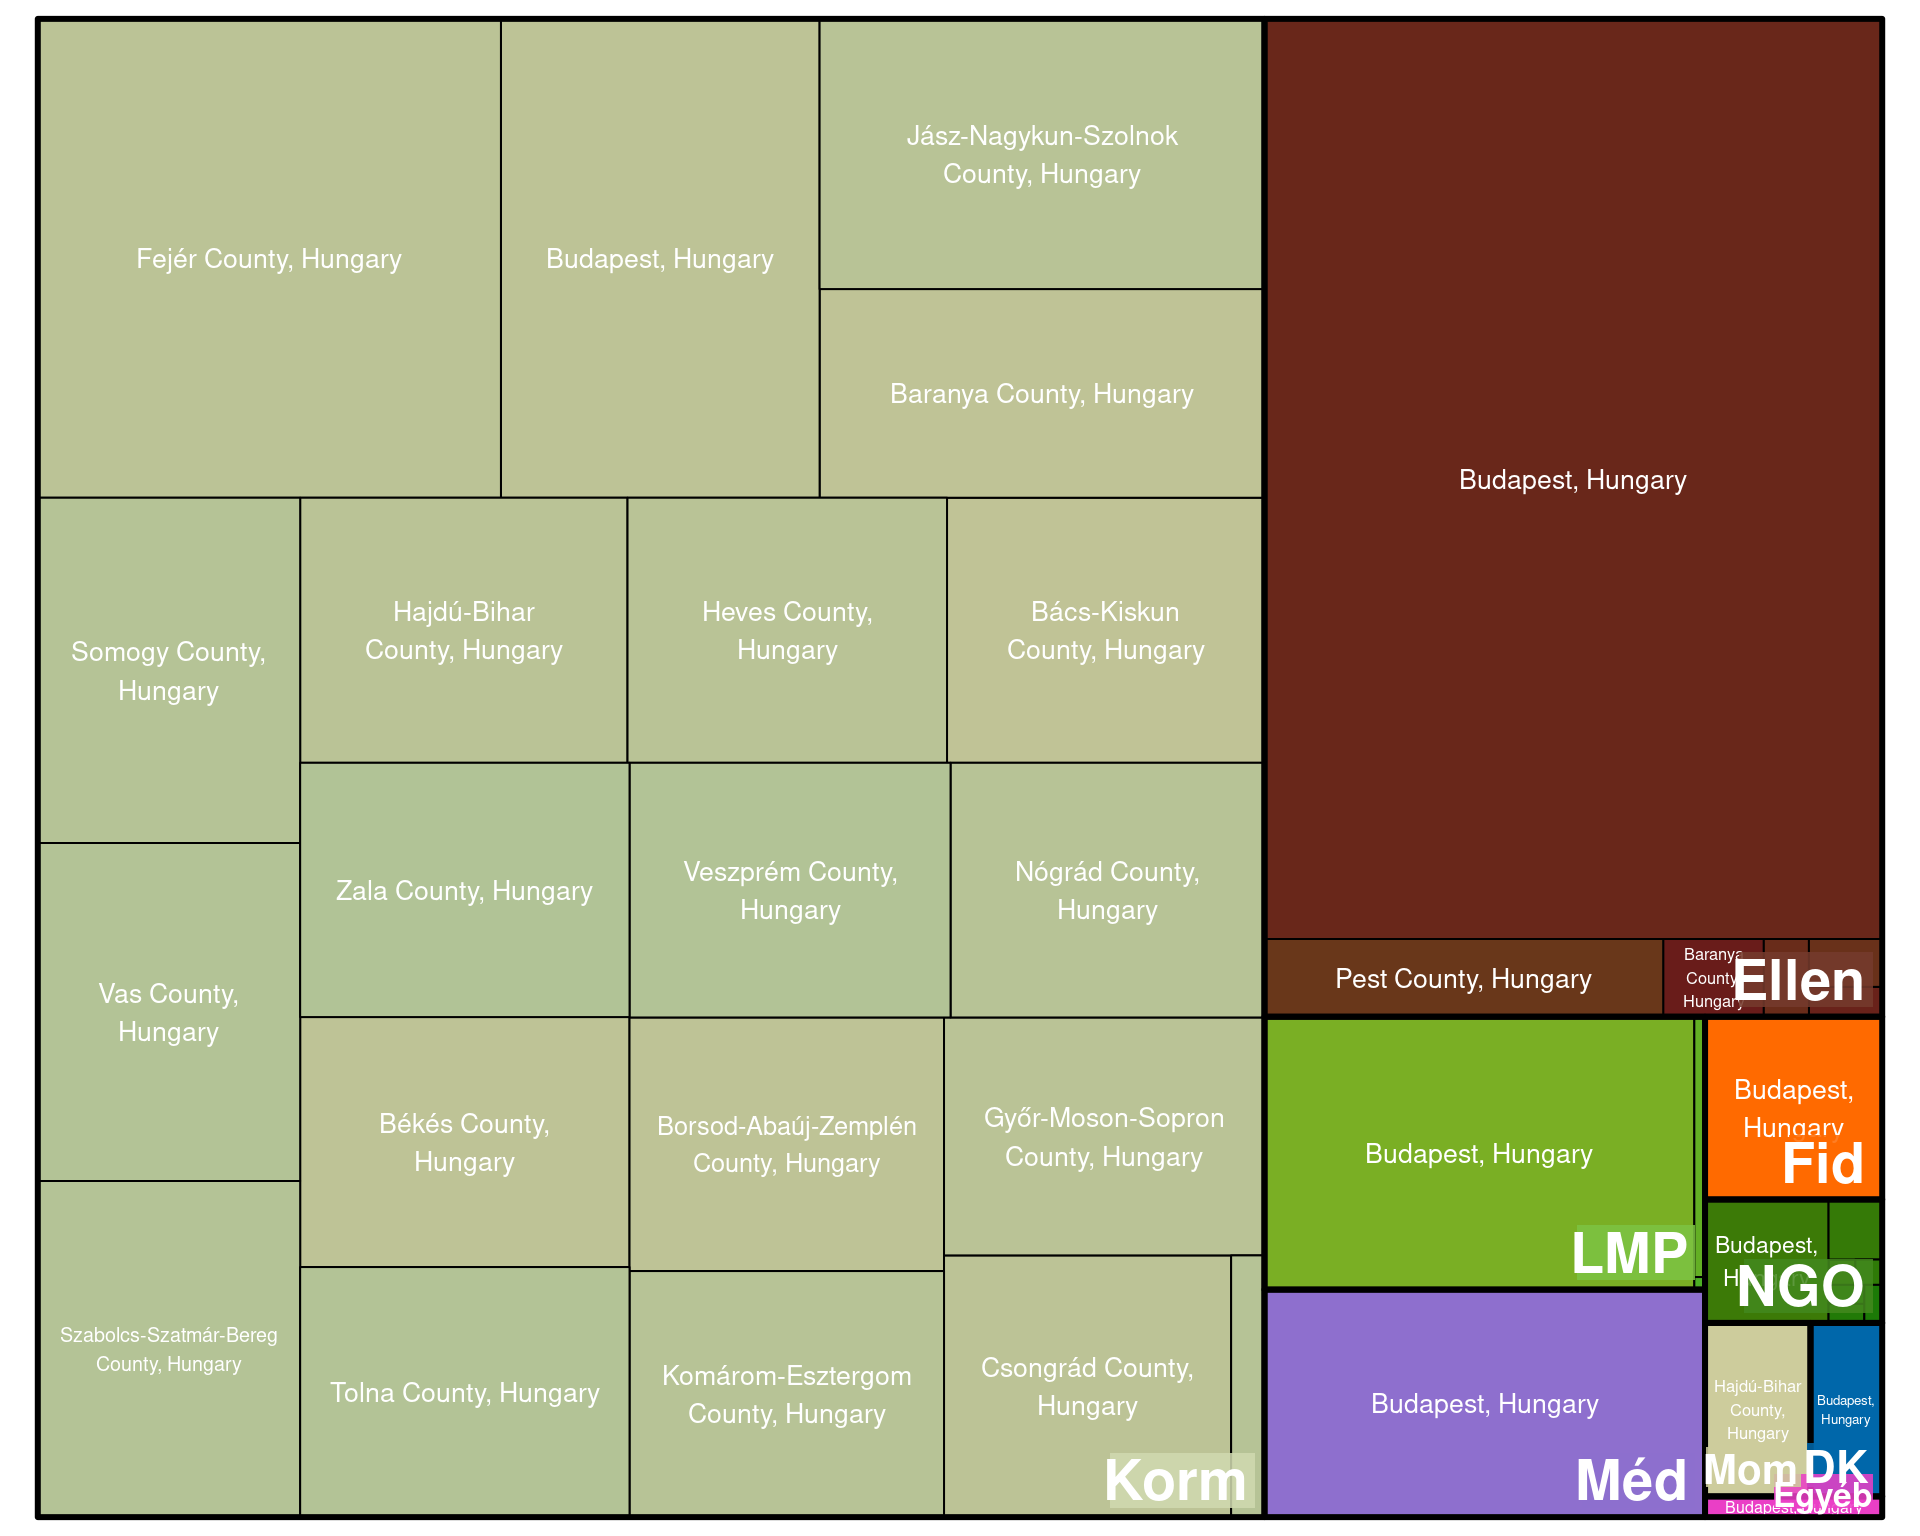 Fejér County, Hungary
Budapest, Hungary
Jász-Nagykun-Szolnok
County, Hungary
Baranya County, Hungary
Somogy County,
Hungary
Hajdú-Bihar
County, Hungary
Heves County,
Hungary
Bács-Kiskun
County, Hungary
Vas County,
Hungary
Zala County, Hungary
Veszprém County,
Hungary
Nógrád County,
Hungary
Szabolcs-Szatmár-Bereg
County, Hungary
Békés County,
Hungary
Borsod-Abaúj-Zemplén
County, Hungary
Győr-Moson-Sopron
County, Hungary
Tolna County, Hungary
Komárom-Esztergom
County, Hungary
Csongrád County,
Hungary
Korm
Budapest, Hungary
Pest County, Hungary
Baranya
County
Hungary
Ellen
Budapest, Hungary
LMP
Budapest, Hungary
Méd
Budapest,
Hungary
Fid
Budapest,
NGO
Hajdú-Bihar
County,
Hungary
Mom
Budapest,
Hungary
DK
Egyéb
Budapest, Hungary